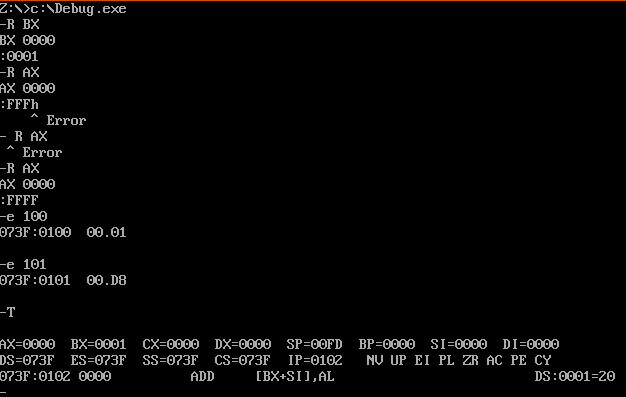 Z:\>c:\Debug.exe
-R BX
BX 0000
:0001
-R AX
AX 0000
:FFFh
    ^ Error
- R AX
 ^ Error
-R AX
AX 0000
:FFFF
-e 100
073F:0100  00.01

-e 101
073F:0101  00.D8

-T

AX=0000  BX=0001  CX=0000  DX=0000  SP=00FD  BP=0000  SI=0000  DI=0000
DS=073F  ES=073F  SS=073F  CS=073F  IP=0102   NV UP EI PL ZR AC PE CY
073F:0102 0000          ADD     [BX+SI],AL                         DS:0001=20
-